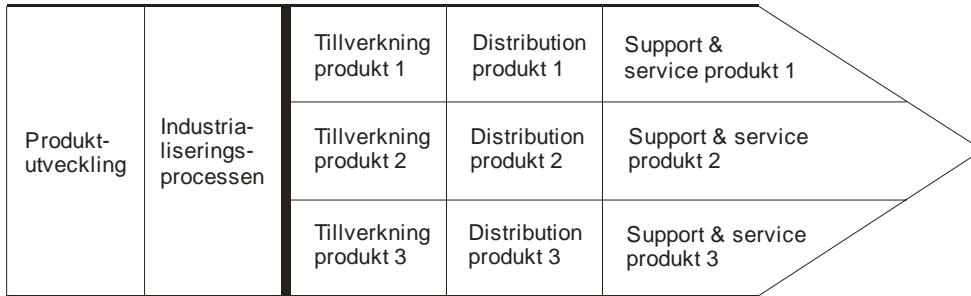 Produkt-
utveckling
Industria-
liserings-
processen
Tillverkning
produkt 1
Distribution
produkt 1
Support &
service produkt 1
Tillverkning
produkt 2
Distribution
produkt 2
Support & service
produkt 2
Tillverkning
produkt 3
Distribution
produkt 3
Support & service
produkt 3